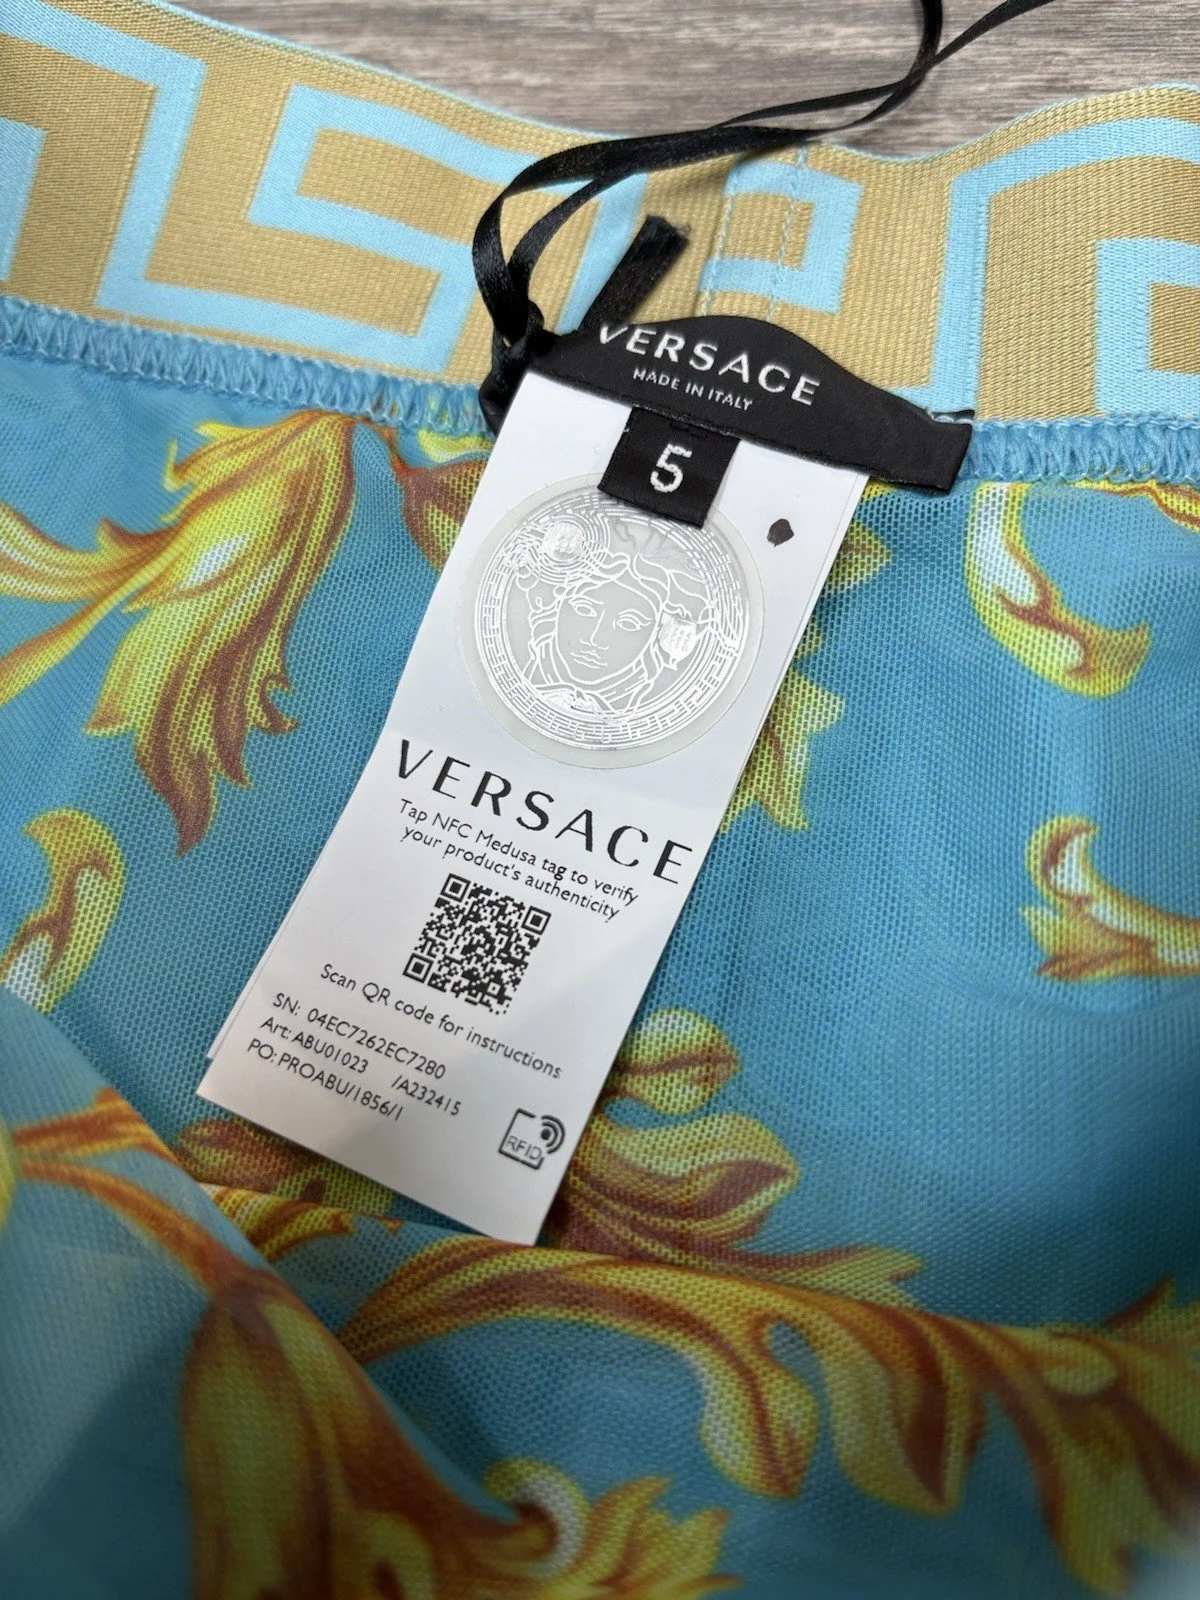 VERSACE
MADE IN ITALY
5
VERSACE
Tap NFC Medusa tag to verify
your product's authenticity
Scan QR code for instructions
SN: 04EC7262EC7280
Art: ABU01023 /A232415
PO: PROABU/1856/1
RFID